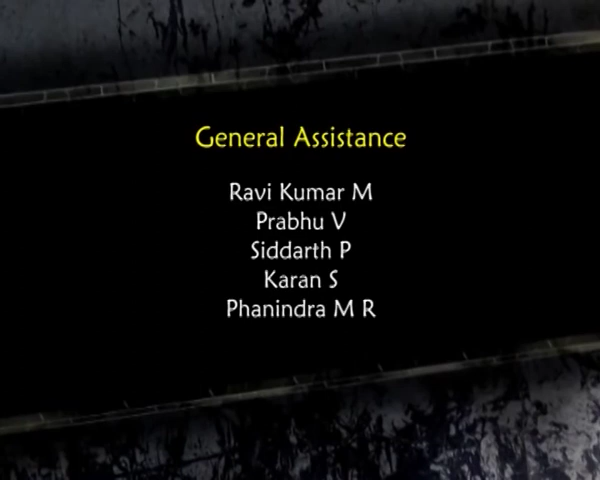 General Assistance
Ravi Kumar M
Prabhu V
Siddarth P
Karan S
Phanindra M R